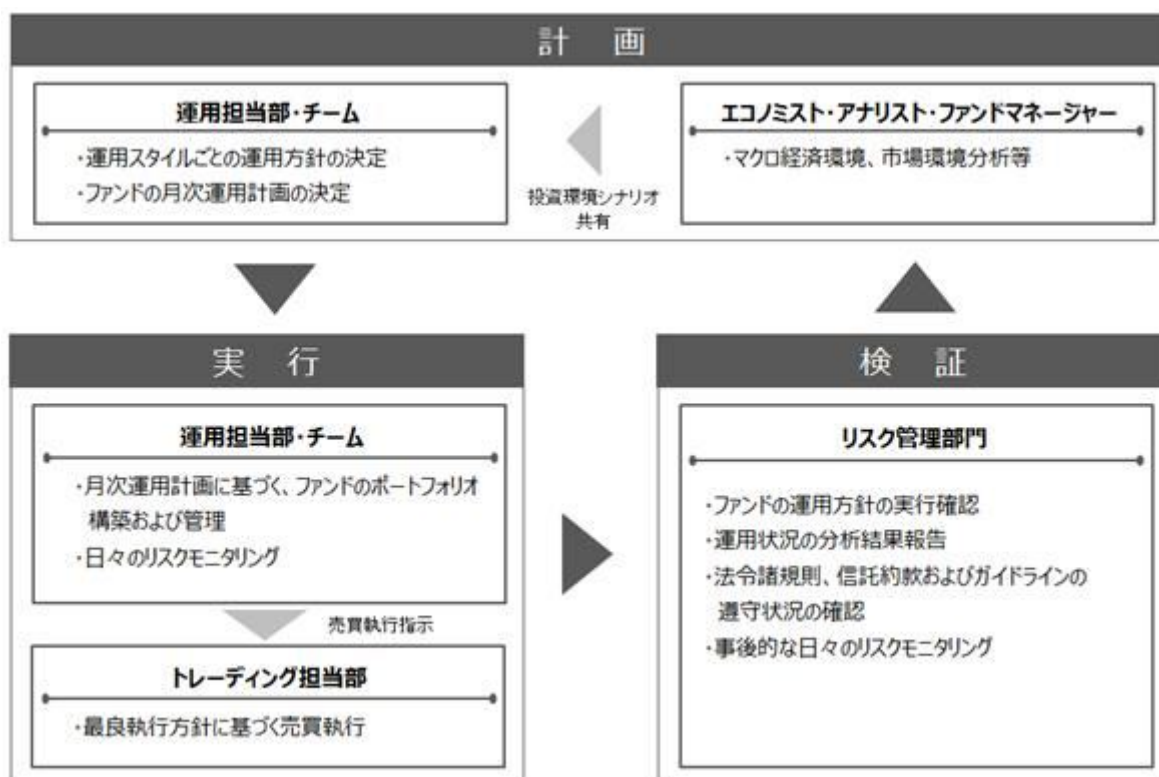 計 画
運用担当部・チーム
・運用スタイルごとの運用方針の決定
・ファンドの月次運用計画の決定
投資環境シナリオ
共有
エコノミスト・アナリスト・ファンドマネージャー
・マクロ経済環境、市場環境分析等
実 行
運用担当部・チーム
・月次運用計画に基づく、ファンドのポートフォリオ
構築および管理
・日々のリスクモニタリング
売買執行指示
トレーディング担当部
・最良執行方針に基づく売買執行
検 証
リスク管理部門
・ファンドの運用方針の実行確認
・運用状況の分析結果報告
・法令諸規則、信託約款およびガイドラインの
遵守状況の確認
・事後的な日々のリスクモニタリング